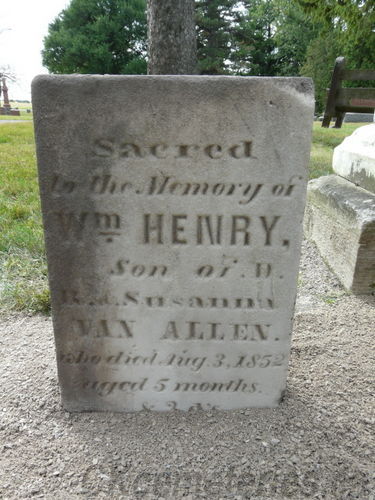 Sacred
to the Memory of
Wm. HENRY,
Son of W.
R. & Susanna
VAN ALLEN.
who died Aug 3, 1852
aged 5 months.
& 3 d's